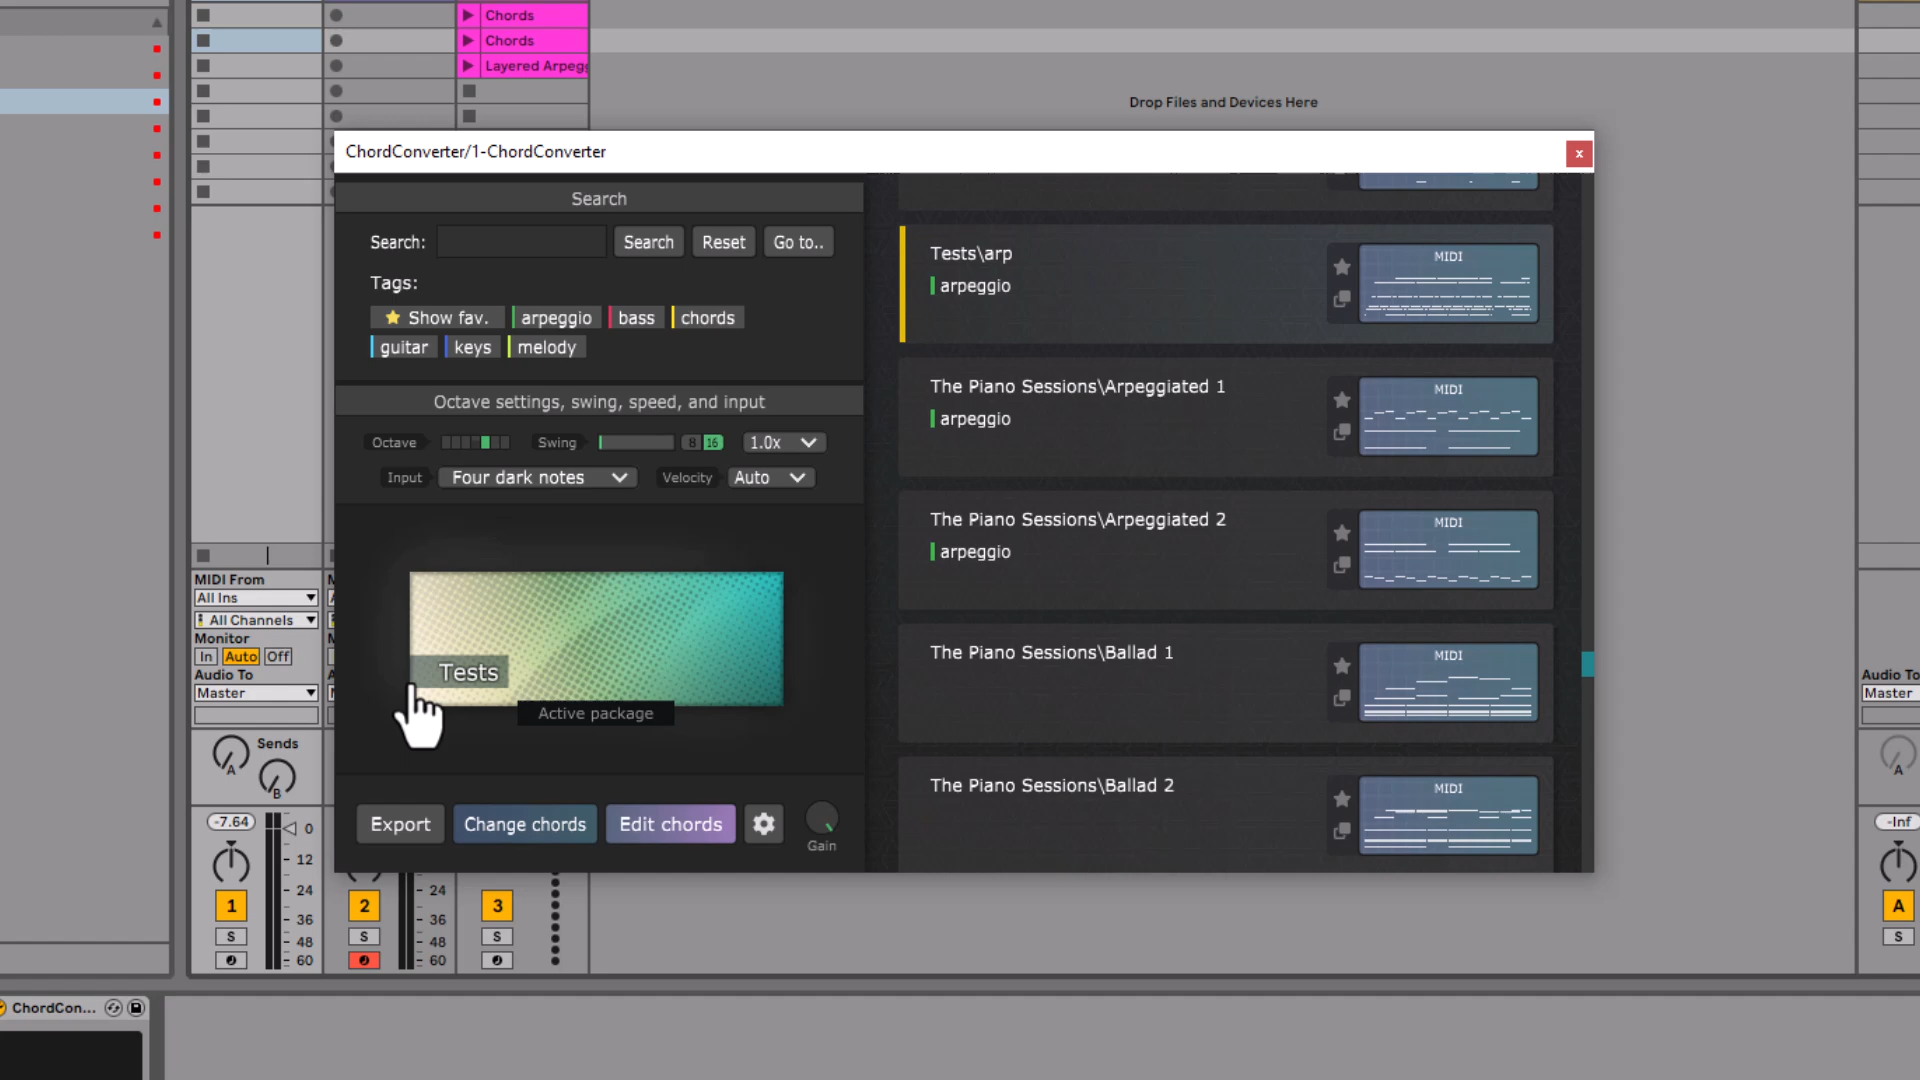 Chords
Chords
Layered Arpeg
Drop Files and Devices Here
ChordConverter/1-ChordConverter
x
Search
Search:
Search
Reset
Go to..
Tags:
Show fav.
arpeggio
bass
chords
guitar
keys
melody
Octave settings, swing, speed, and input
Octave
Swing
8
16
1.0x
Input
Four dark notes
Velocity
Auto
Tests
Active package
Export
Change chords
Edit chords
Gain
Tests\arp
arpeggio
MIDI
The Piano Sessions\Arpeggiated 1
arpeggio
MIDI
The Piano Sessions\Arpeggiated 2
arpeggio
MIDI
The Piano Sessions\Ballad 1
MIDI
The Piano Sessions\Ballad 2
MIDI
MIDI From
All Ins
All Channels
Monitor
In
Auto
Off
Audio To
Master
Sends
A
B
-7.64
0
12
24
36
48
60
1
S
24
36
48
60
2
S
3
S
Audio To
Master
A
-Inf
A
S
ChordCon...